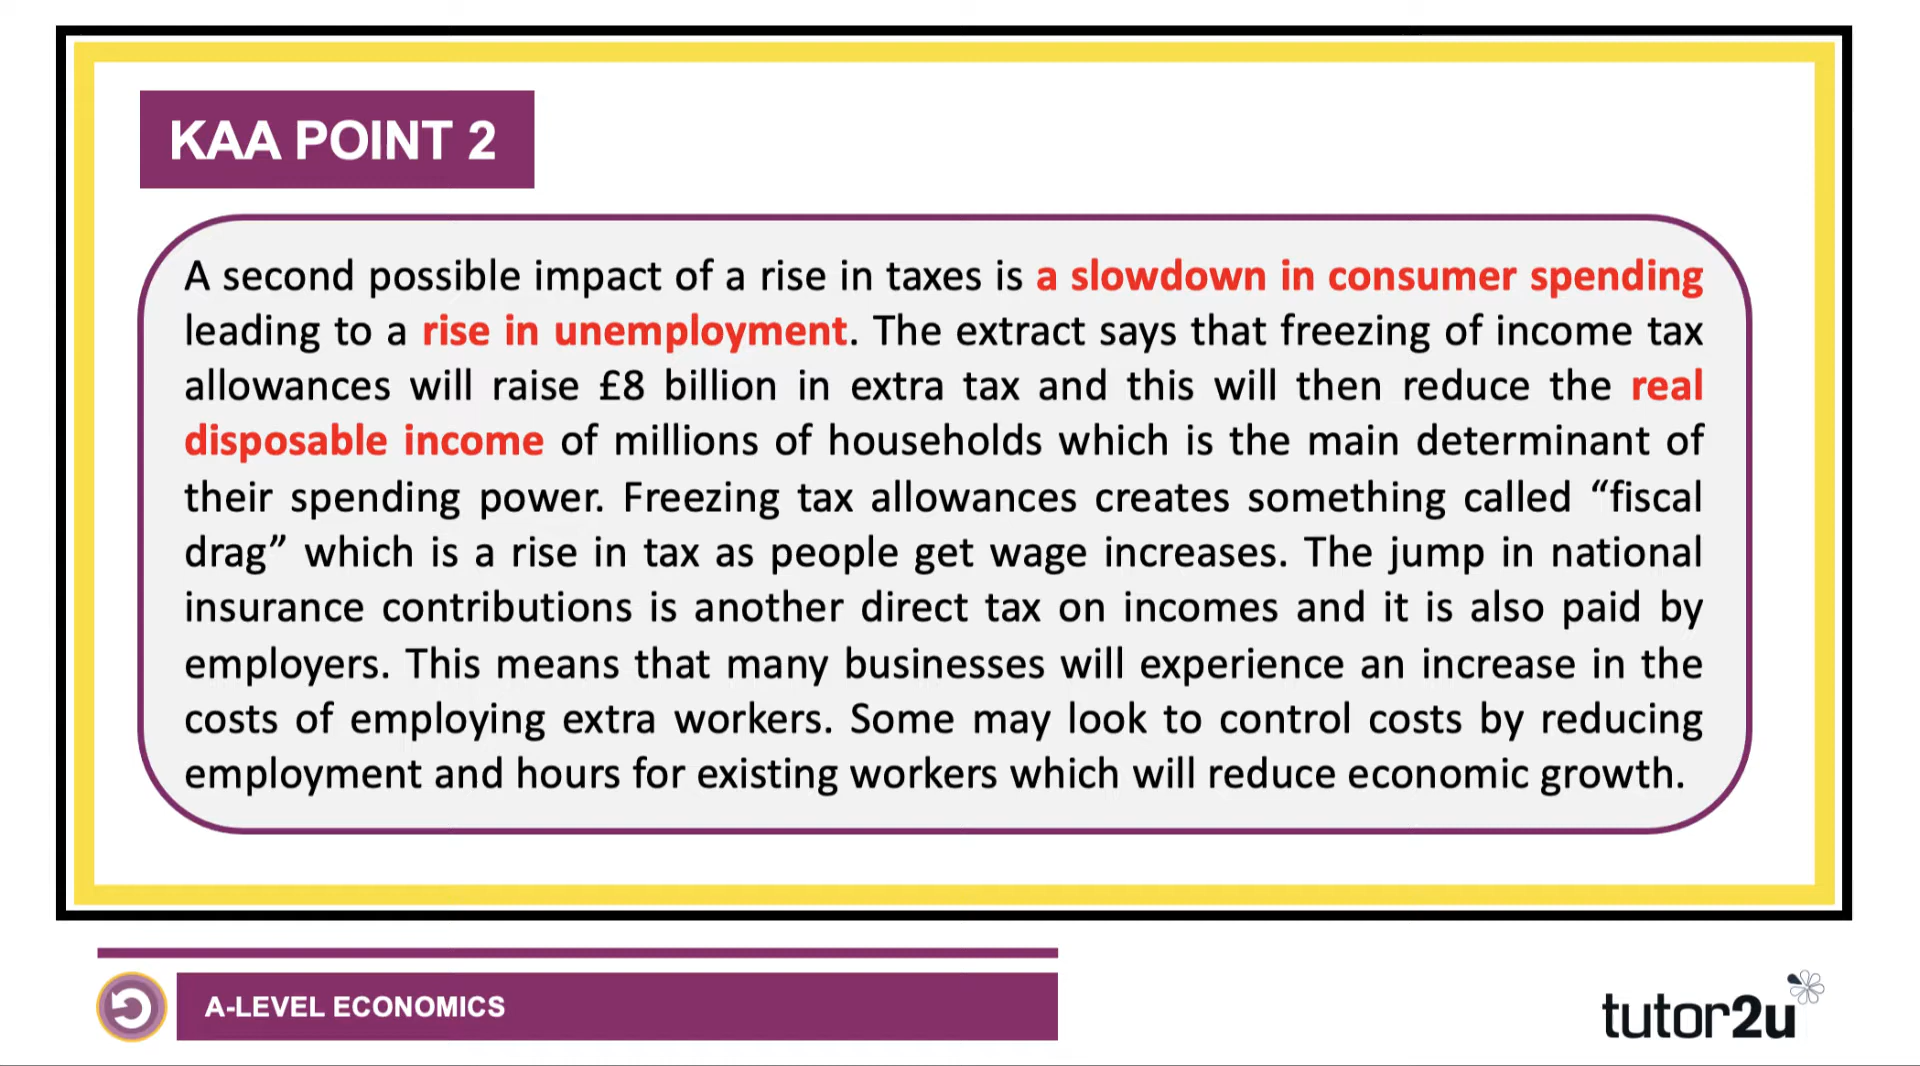 KAA POINT 2
A second possible impact of a rise in taxes is a slowdown in consumer spending
leading to a rise in unemployment. The extract says that freezing of income tax
allowances will raise £8 billion in extra tax and this will then reduce the real
disposable income of millions of households which is the main determinant of
their spending power. Freezing tax allowances creates something called “fiscal
drag” which is a rise in tax as people get wage increases. The jump in national
insurance contributions is another direct tax on incomes and it is also paid by
employers. This means that many businesses will experience an increase in the
costs of employing extra workers. Some may look to control costs by reducing
employment and hours for existing workers which will reduce economic growth.
A-LEVEL ECONOMICS
tutor2u